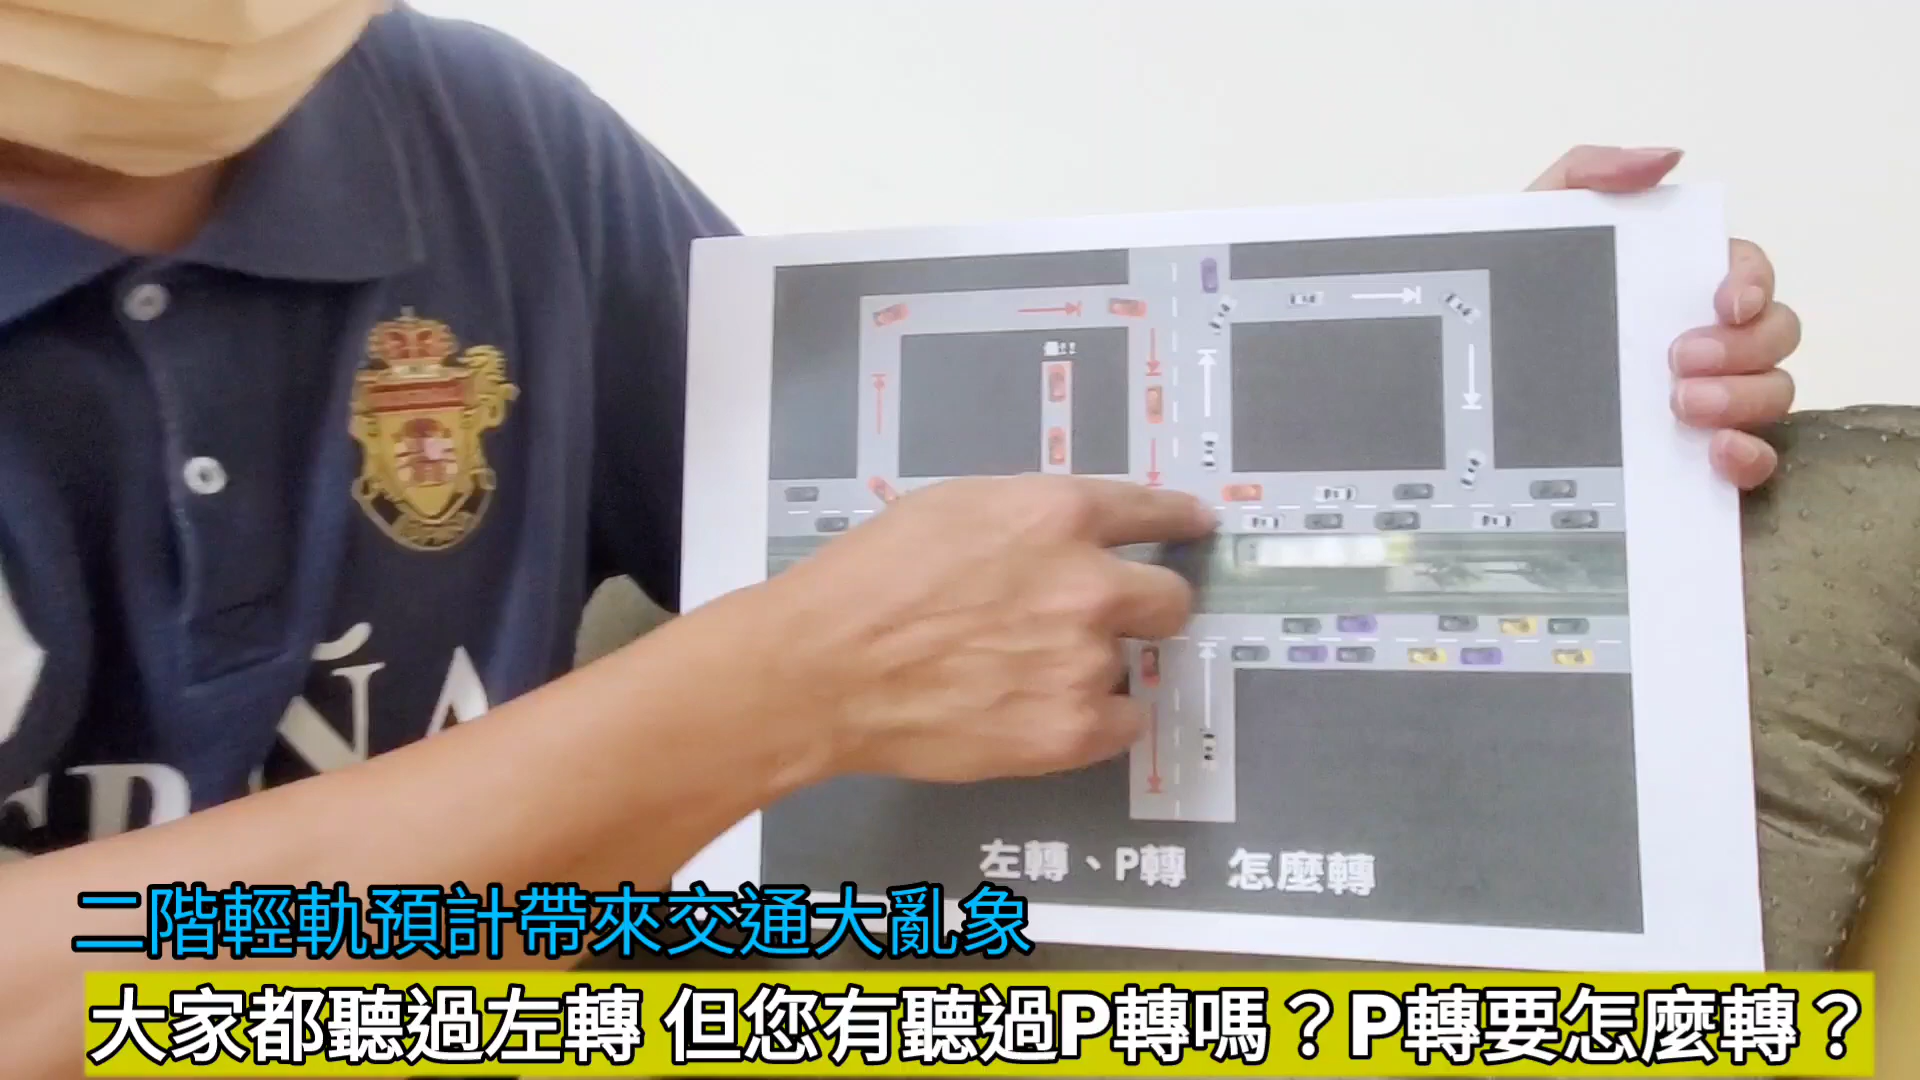 左轉、P轉 怎麼轉
二階輕軌預計帶來交通大亂象
大家都聽過左轉 但您有聽過P轉嗎？P轉要怎麼轉？